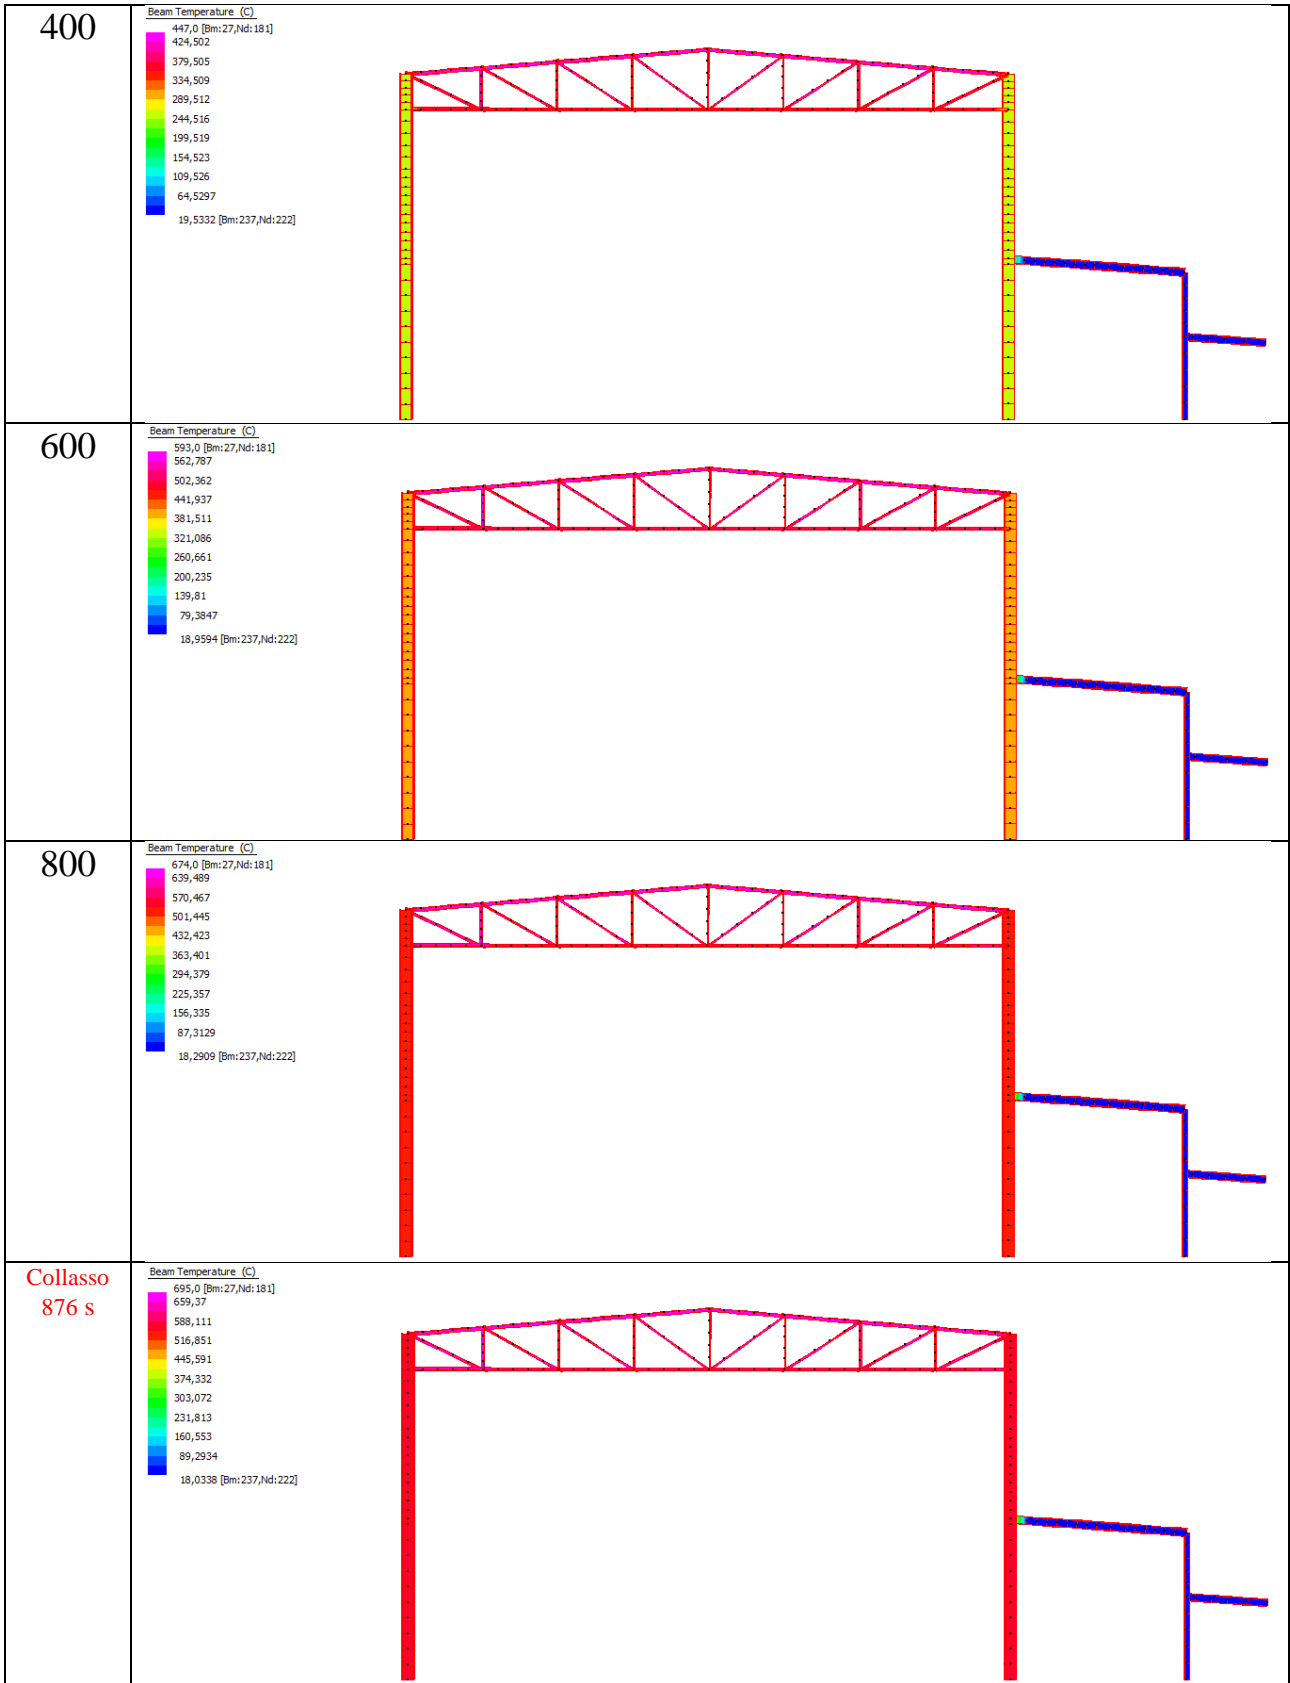 400
Beam Temperature (C)
447,0 [Bm:27,Nd:181]
424,502
379,505
334,509
289,512
244,516
199,519
154,523
109,526
64,5297
19,5332 [Bm:237,Nd:222]
600
Beam Temperature (C)
593,0 [Bm:27,Nd:181]
562,787
502,362
441,937
381,511
321,086
260,661
200,235
139,81
79,3847
18,9594 [Bm:237,Nd:222]
800
Beam Temperature (C)
674,0 [Bm:27,Nd:181]
639,489
570,467
501,445
432,423
363,401
294,379
225,357
156,335
87,3129
18,2909 [Bm:237,Nd:222]
Collasso
876 s
Beam Temperature (C)
695,0 [Bm:27,Nd:181]
659,37
588,111
516,851
445,591
374,332
303,072
231,813
160,553
89,2934
18,0338 [Bm:237,Nd:222]